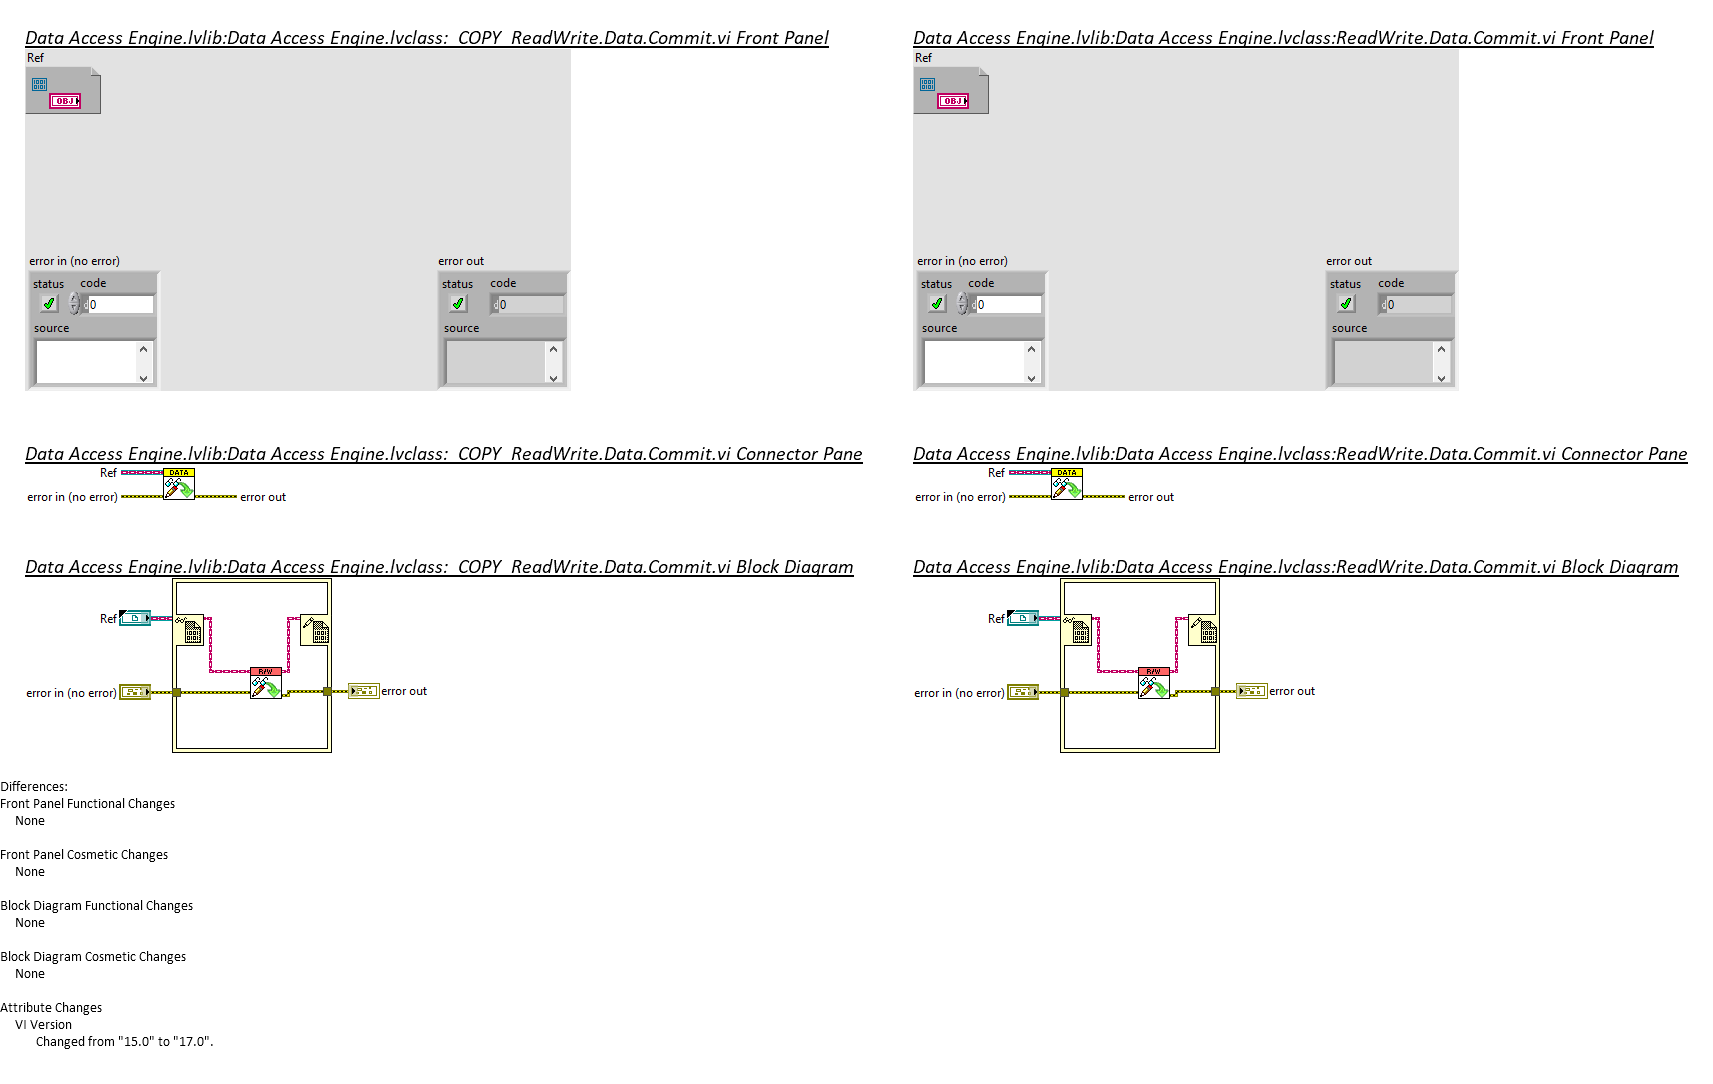 Data Access Engine.lvlib:Data Access Engine.lvclass:_COPY_ReadWrite.Data.Commit.vi Front Panel
Ref
OBJ
error in (no error)
status code
0
source
error out
status code
0
source
Data Access Engine.lvlib:Data Access Engine.lvclass:ReadWrite.Data.Commit.vi Front Panel
Ref
OBJ
error in (no error)
status code
0
source
error out
status code
0
source
Data Access Engine.lvlib:Data Access Engine.lvclass:_COPY_ReadWrite.Data.Commit.vi Connector Pane
Ref
DATA
error in (no error)
error out
Data Access Engine.lvlib:Data Access Engine.lvclass:ReadWrite.Data.Commit.vi Connector Pane
Ref
DATA
error in (no error)
error out
Data Access Engine.lvlib:Data Access Engine.lvclass:_COPY_ReadWrite.Data.Commit.vi Block Diagram
Ref
R/W
error in (no error)
error out
Data Access Engine.lvlib:Data Access Engine.lvclass:ReadWrite.Data.Commit.vi Block Diagram
Ref
R/W
error in (no error)
error out
Differences:
Front Panel Functional Changes
None
Front Panel Cosmetic Changes
None
Block Diagram Functional Changes
None
Block Diagram Cosmetic Changes
None
Attribute Changes
VI Version
Changed from "15.0" to "17.0".